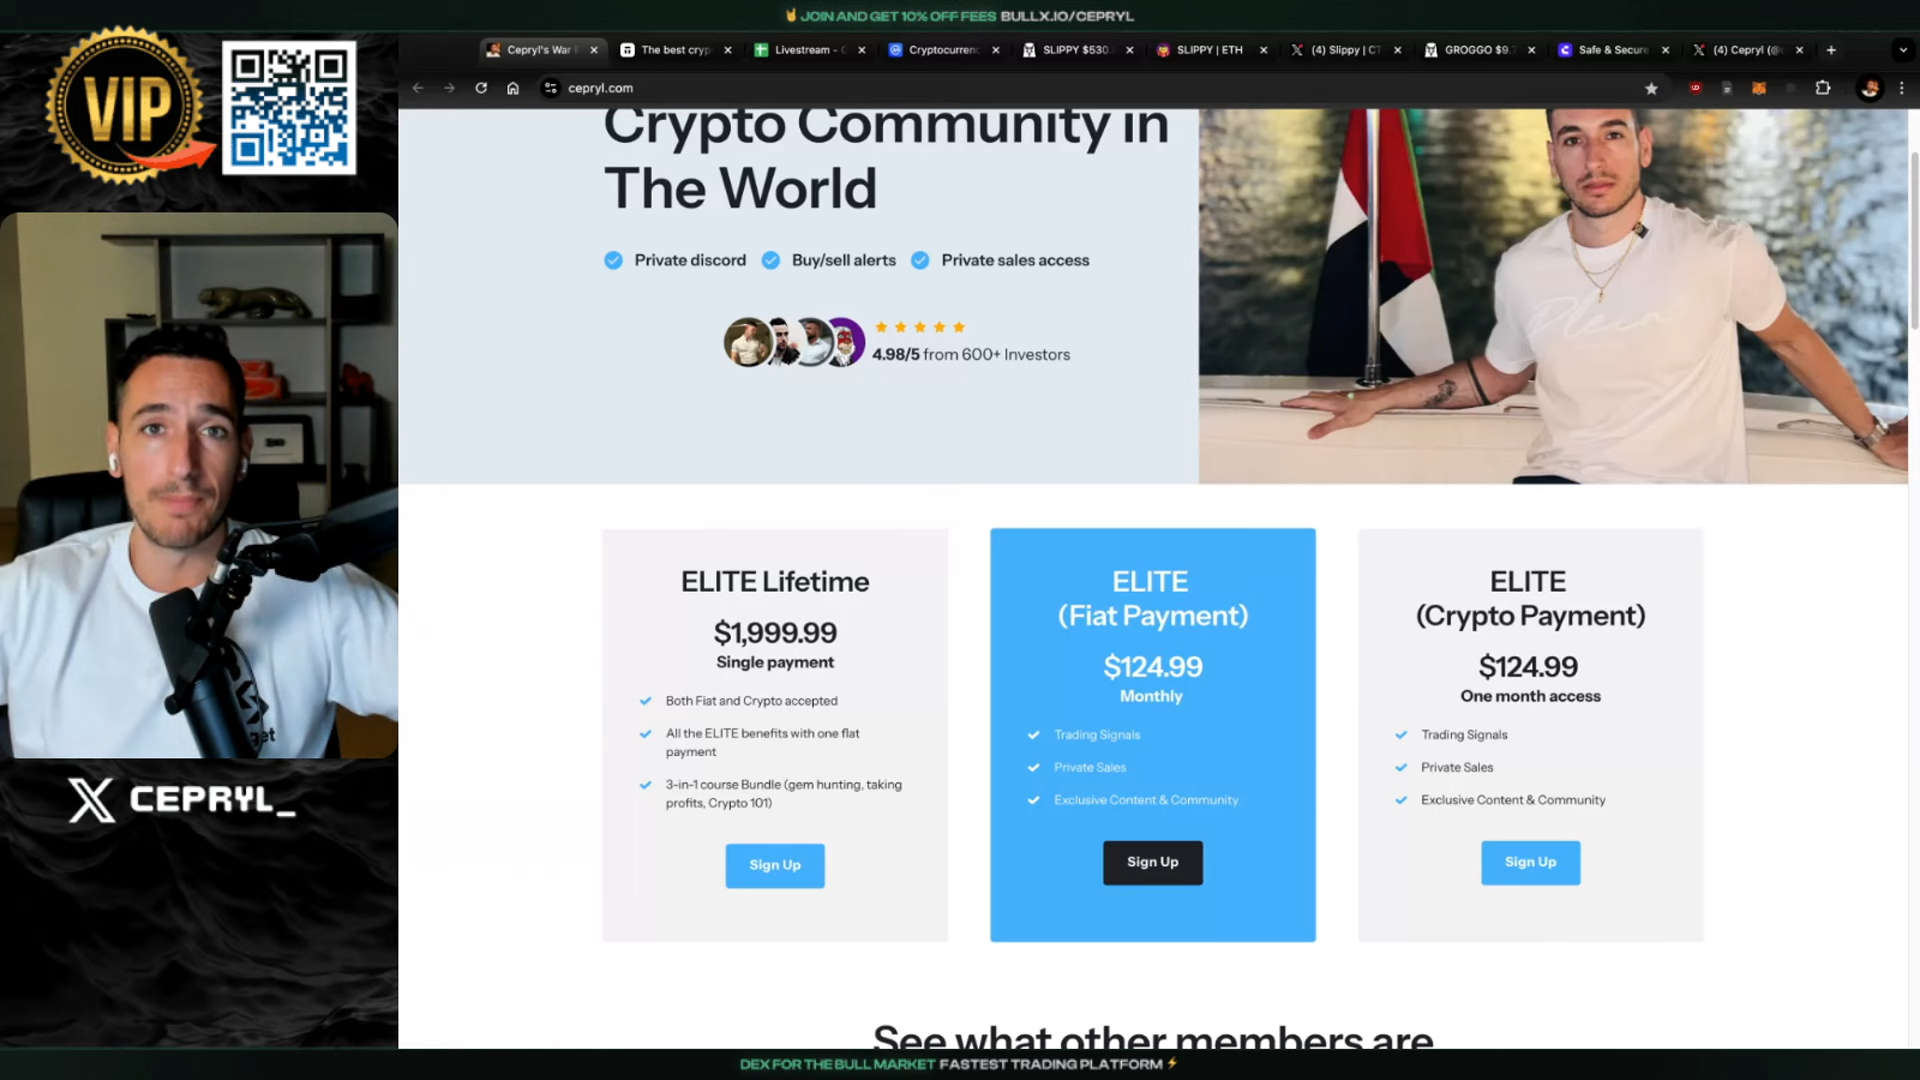 🤘 JOIN AND GET 10% OFF FEES BULLX.IO/CEPRYL
VIP
Cepryl's War
The best cryp
Livestream -
Cryptocurren
SLIPPY $530.
SLIPPY | ETH
(4) Slippy | CT
GROGGO $9.
Safe & Secure
(4) Cepryl (@
cepryl.com
Crypto Community in
The World
Private discord
Buy/sell alerts
Private sales access
4.98/5 from 600+ Investors
Plein
ELITE Lifetime
$1,999.99
Single payment
Both Fiat and Crypto accepted
All the ELITE benefits with one flat
payment
3-in-1 course Bundle (gem hunting, taking
profits, Crypto 101)
Sign Up
ELITE
(Fiat Payment)
$124.99
Monthly
Trading Signals
Private Sales
Exclusive Content & Community
Sign Up
ELITE
(Crypto Payment)
$124.99
One month access
Trading Signals
Private Sales
Exclusive Content & Community
Sign Up
X CEPRYL_
See what other members are
DEX FOR THE BULL MARKET FASTEST TRADING PLATFORM ⚡